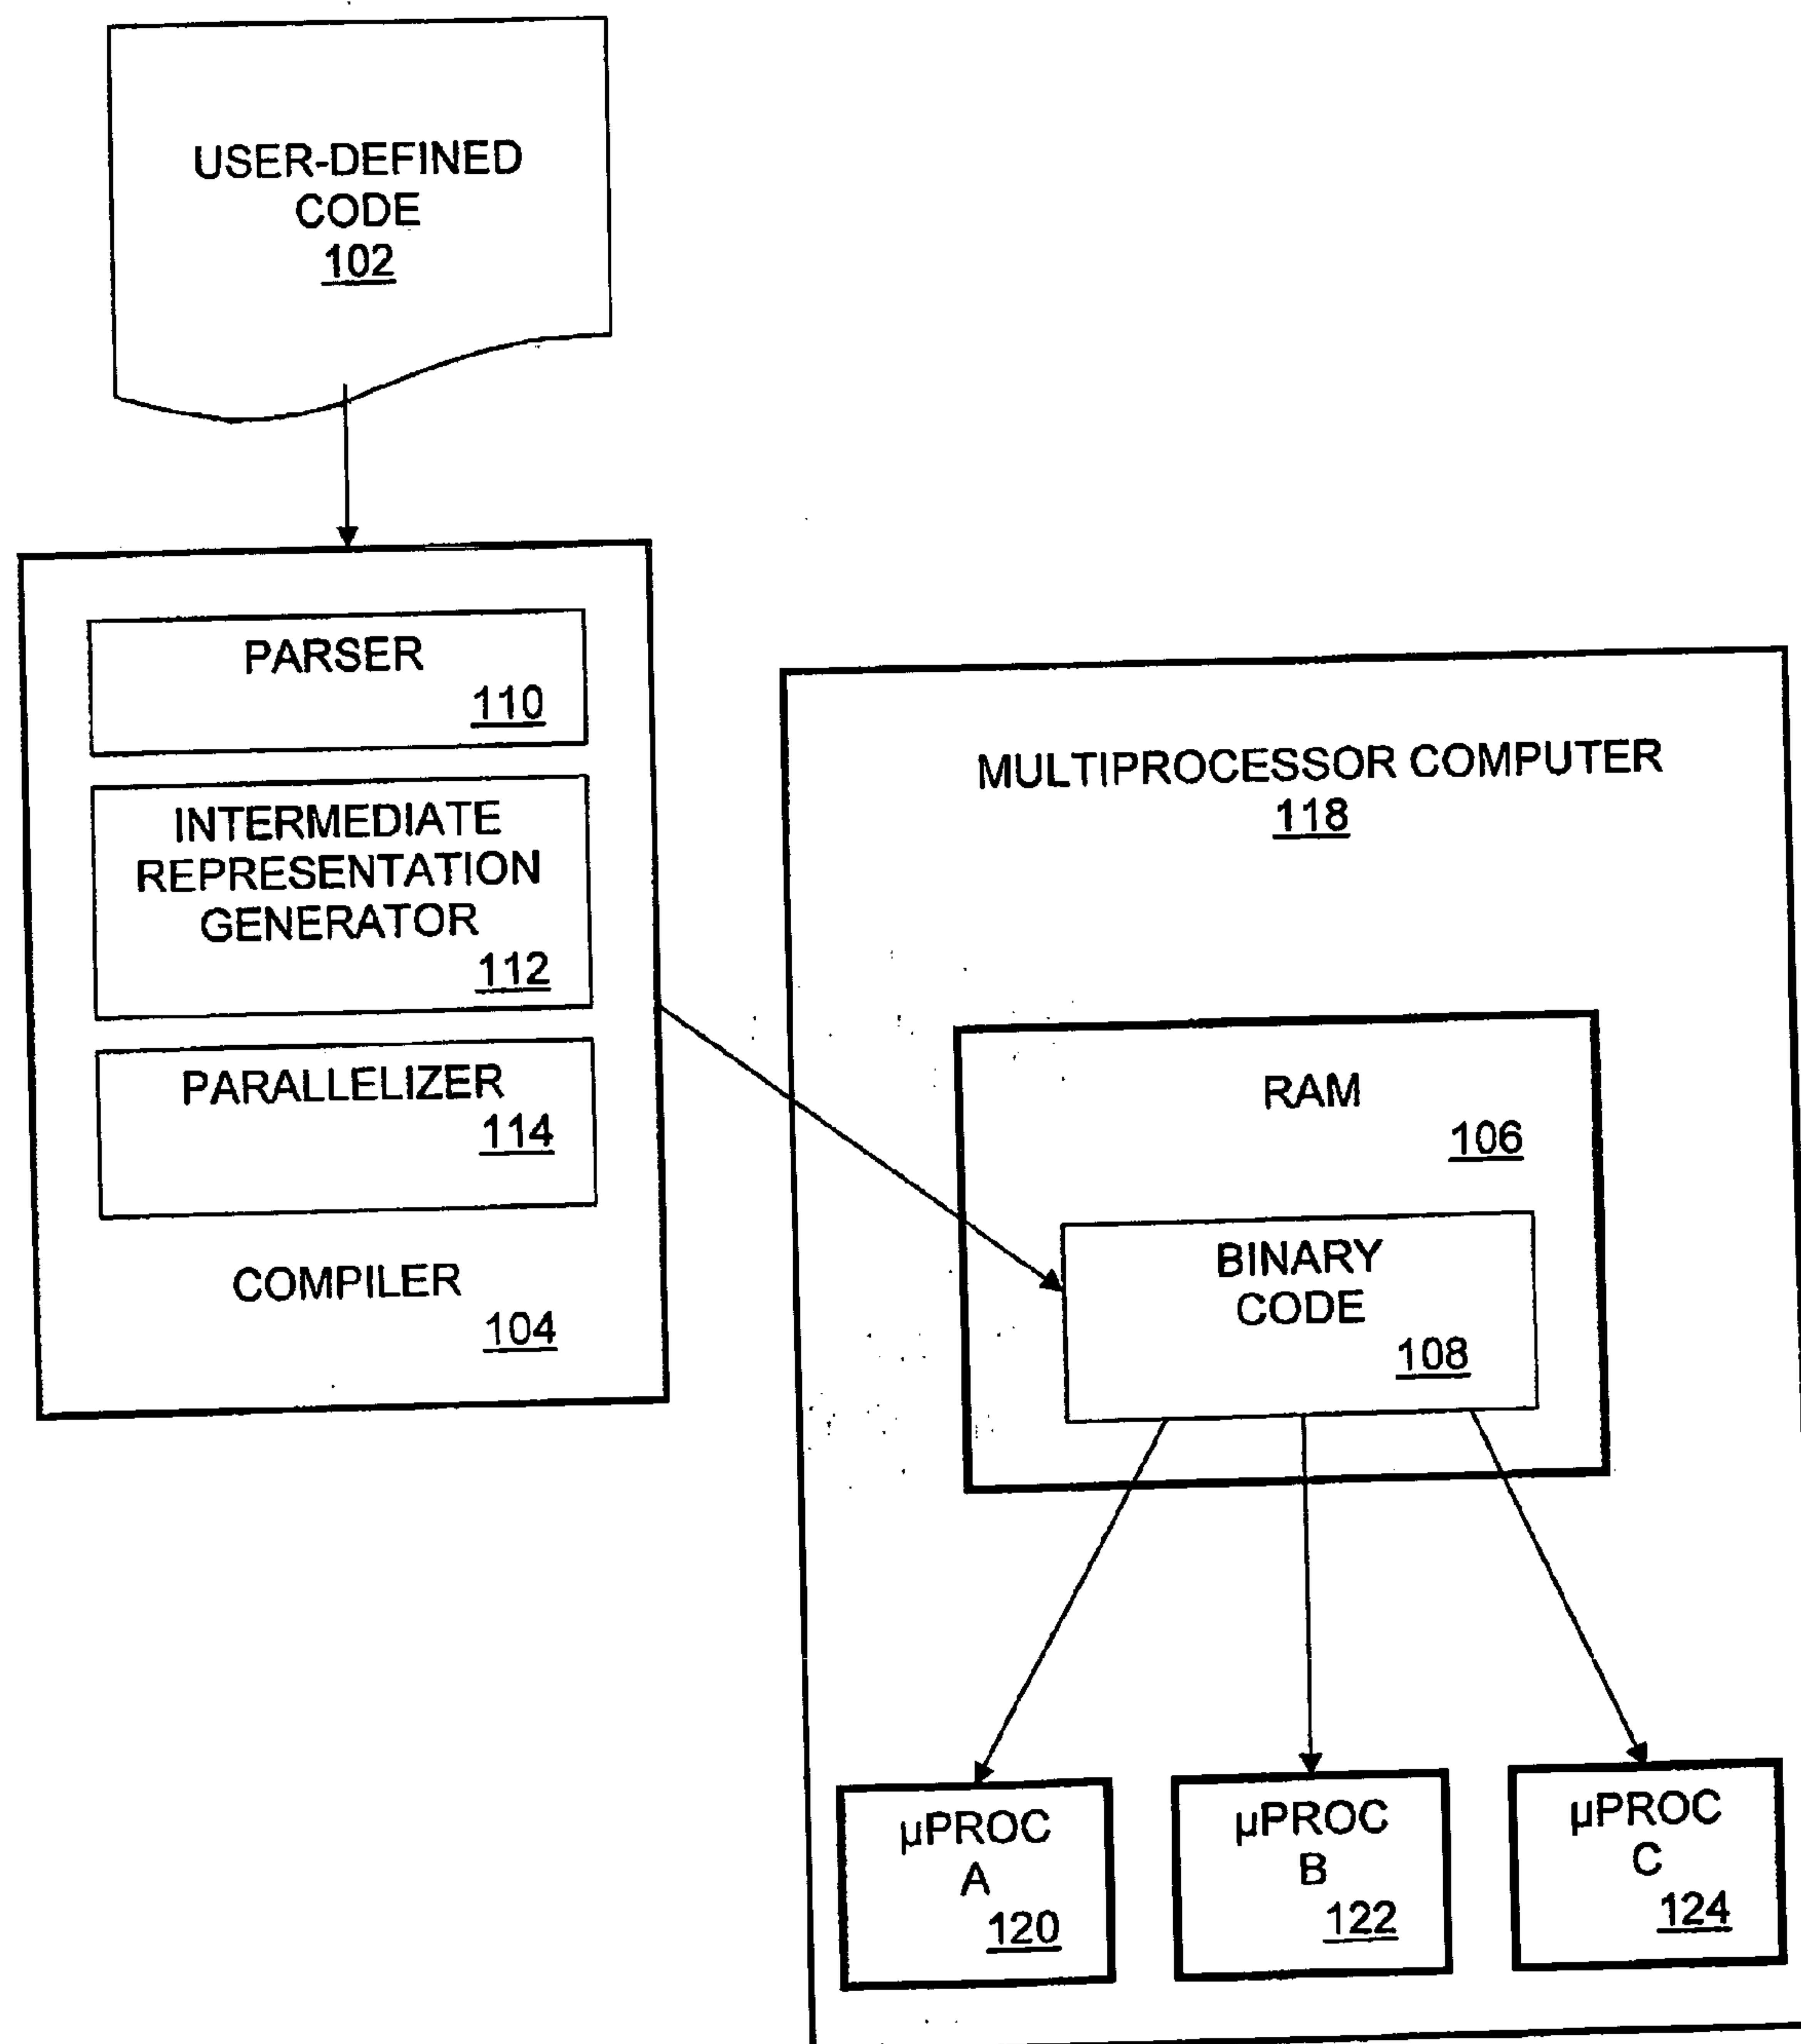 USER-DEFINED
CODE
102
PARSER
110
INTERMEDIATE
REPRESENTATION
GENERATOR
112
PARALLELIZER
114
COMPILER
104
MULTIPROCESSOR COMPUTER
118
RAM
106
BINARY
CODE
108
µPROC
A
120
µPROC
B
122
µPROC
C
124